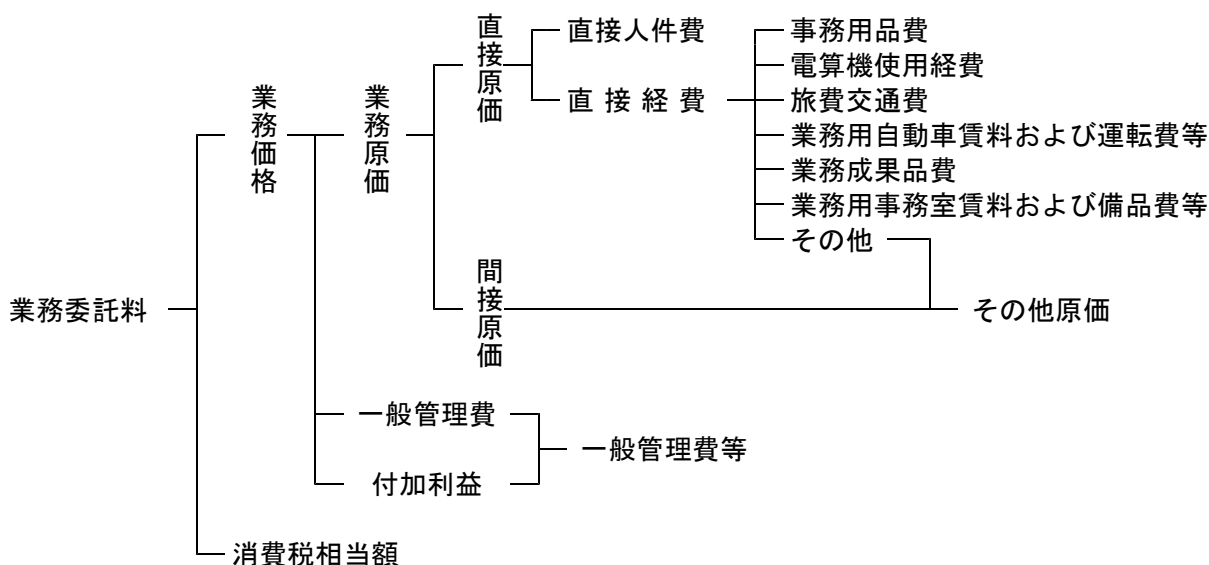 業務委託料
業務価格
業務原価
直接原価
直接人件費
直接経費
事務用品費
電算機使用経費
旅費交通費
業務用自動車賃料および運転費等
業務成果品費
業務用事務室賃料および備品費等
その他
間接原価
その他原価
一般管理費
付加利益
一般管理費等
消費税相当額